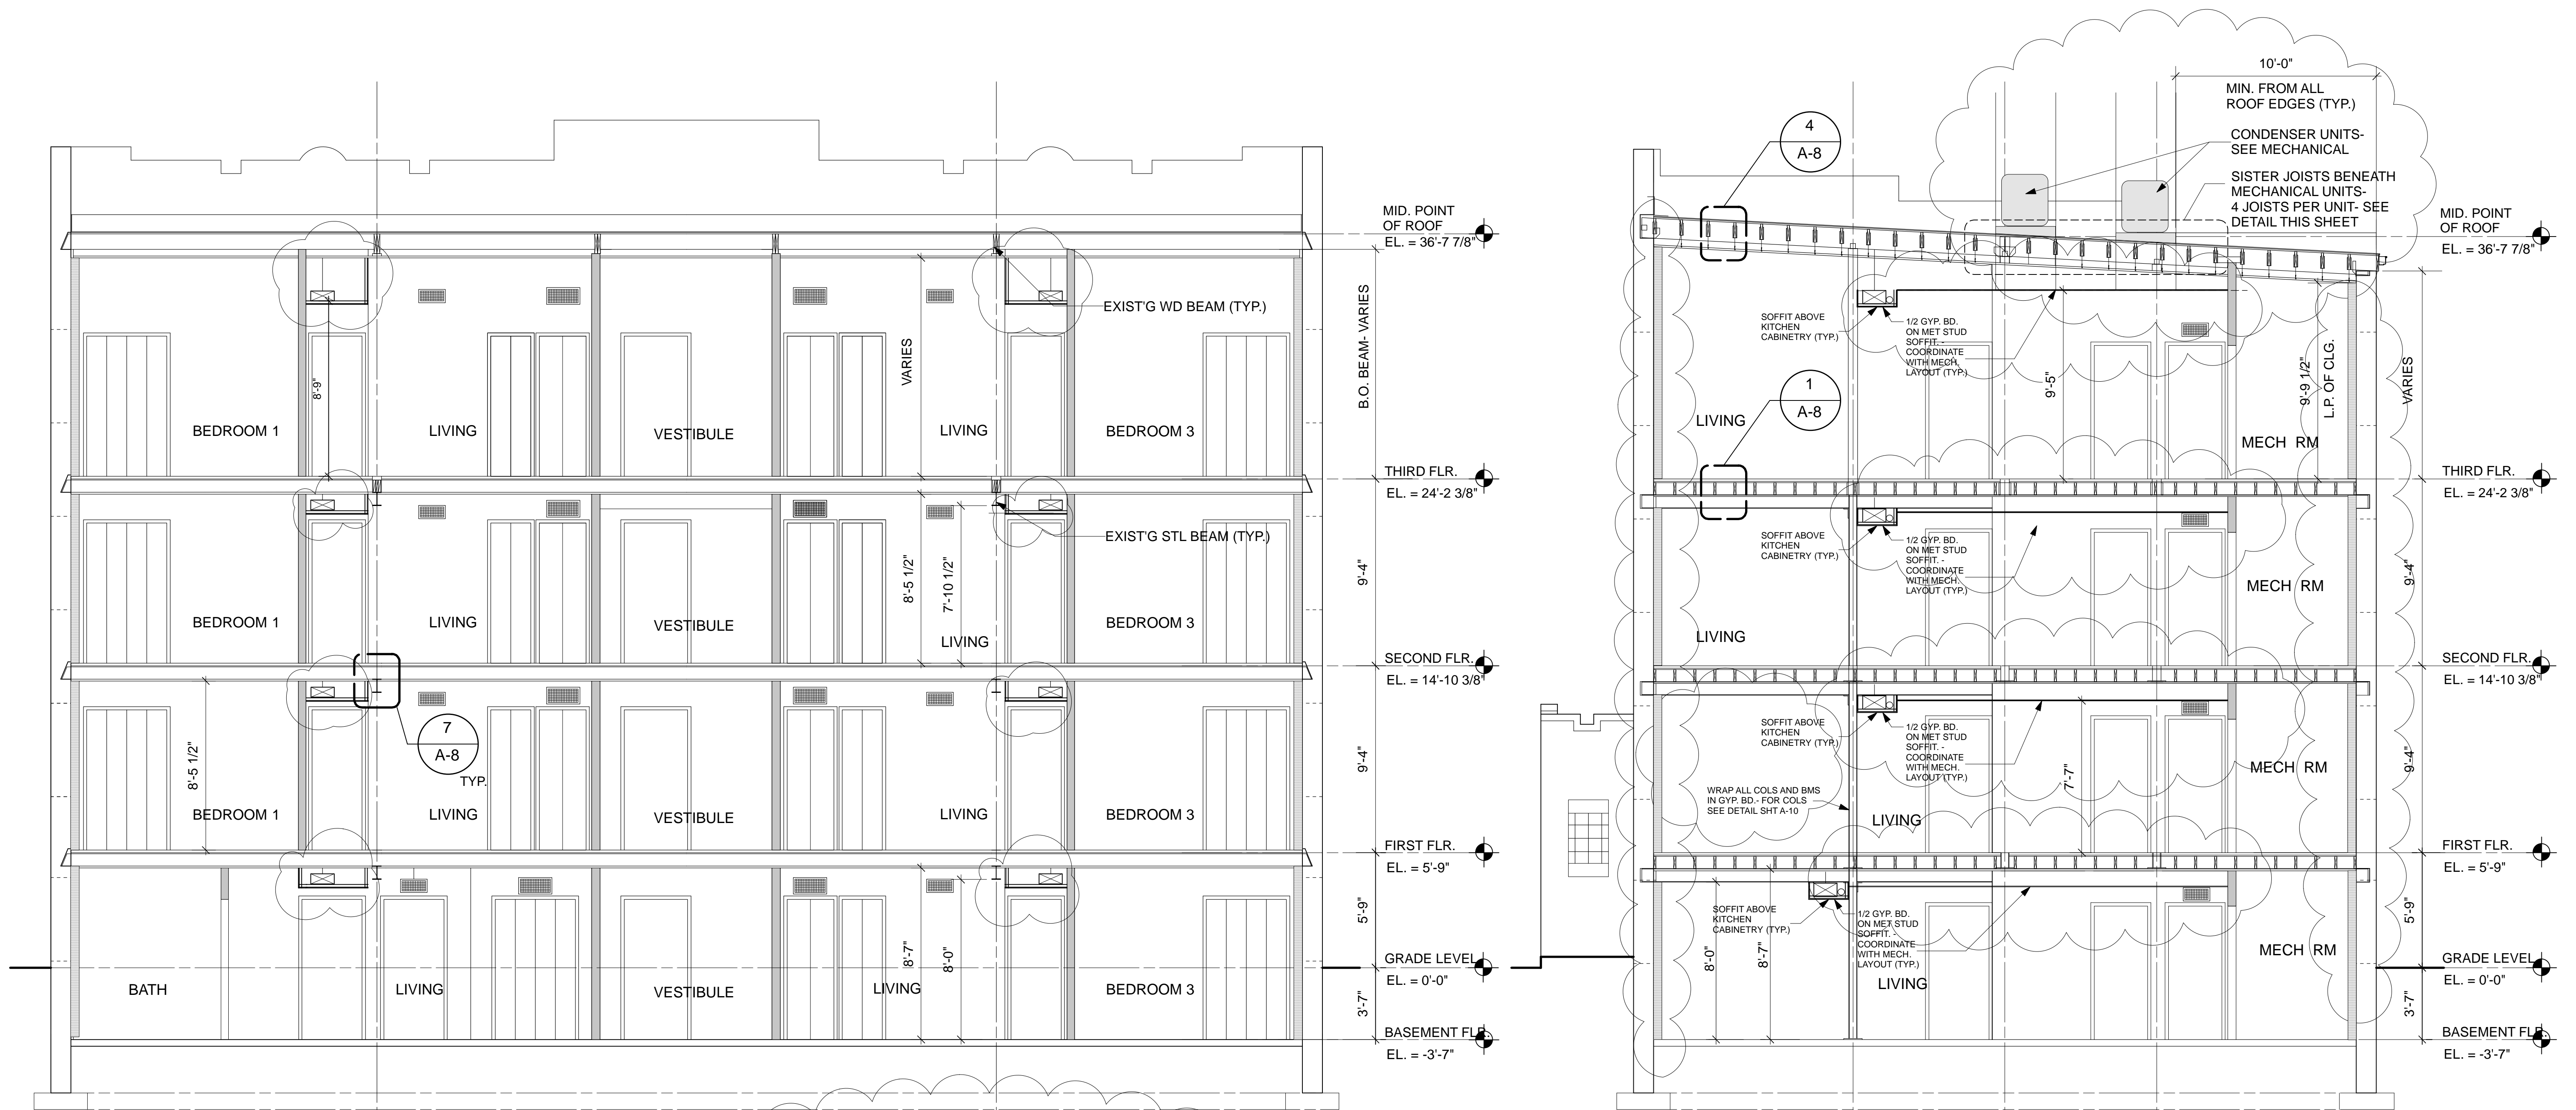 MID. POINT
OF ROOF
EL. = 36'-7 7/8"
B.O. BEAM- VARIES
EXIST'G WD BEAM (TYP.)
VARIES
8'-9"
BEDROOM 1
LIVING
VESTIBULE
LIVING
BEDROOM 3
THIRD FLR.
EL. = 24'-2 3/8"
EXIST'G STL BEAM (TYP.)
8'-5 1/2"
7'-10 1/2"
9'-4"
BEDROOM 1
LIVING
VESTIBULE
LIVING
BEDROOM 3
SECOND FLR.
EL. = 14'-10 3/8"
7
A-8
TYP.
8'-5 1/2"
9'-4"
BEDROOM 1
LIVING
VESTIBULE
LIVING
BEDROOM 3
FIRST FLR.
EL. = 5'-9"
5'-9"
8'-7"
8'-0"
GRADE LEVEL
EL. = 0'-0"
BATH
LIVING
VESTIBULE
LIVING
BEDROOM 3
3'-7"
BASEMENT FLR.
EL. = -3'-7"
10'-0"
MIN. FROM ALL
ROOF EDGES (TYP.)
CONDENSER UNITS-
SEE MECHANICAL
SISTER JOISTS BENEATH
MECHANICAL UNITS-
4 JOISTS PER UNIT- SEE
DETAIL THIS SHEET
4
A-8
MID. POINT
OF ROOF
EL. = 36'-7 7/8"
SOFFIT ABOVE
KITCHEN
CABINETRY (TYP.)
1/2 GYP. BD.
ON MET STUD
SOFFIT. -
COORDINATE
WITH MECH.
LAYOUT (TYP.)
9'-5"
9'-9 1/2"
L.P. OF CLG.
VARIES
1
A-8
LIVING
MECH RM
THIRD FLR.
EL. = 24'-2 3/8"
SOFFIT ABOVE
KITCHEN
CABINETRY (TYP.)
1/2 GYP. BD.
ON MET STUD
SOFFIT. -
COORDINATE
WITH MECH.
LAYOUT (TYP.)
9'-4"
MECH RM
LIVING
SECOND FLR.
EL. = 14'-10 3/8"
SOFFIT ABOVE
KITCHEN
CABINETRY (TYP.)
1/2 GYP. BD.
ON MET STUD
SOFFIT. -
COORDINATE
WITH MECH.
LAYOUT (TYP.)
7'-7"
9'-4"
MECH RM
WRAP ALL COLS AND BMS
IN GYP. BD.- FOR COLS
SEE DETAIL SHT A-10
LIVING
FIRST FLR.
EL. = 5'-9"
SOFFIT ABOVE
KITCHEN
CABINETRY (TYP.)
1/2 GYP. BD.
ON MET STUD
SOFFIT. -
COORDINATE
WITH MECH.
LAYOUT (TYP.)
8'-0"
8'-7"
5'-9"
MECH RM
LIVING
GRADE LEVEL
EL. = 0'-0"
3'-7"
BASEMENT FLR.
EL. = -3'-7"